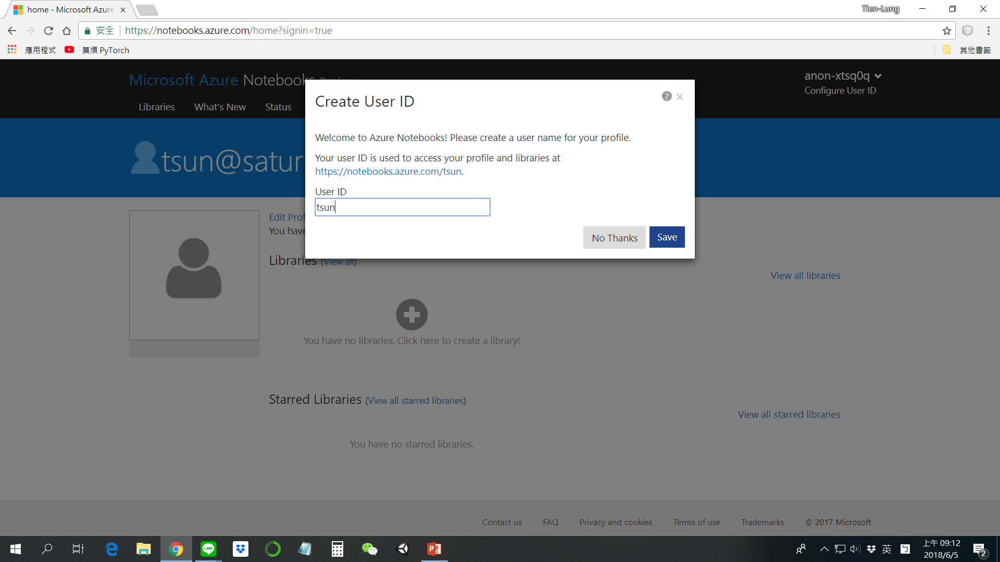 home - Microsoft Azure
Tien-Lung
安全
https://notebooks.azure.com/home?signin=true
應用程式
莫煩 PyTorch
其他書籤
Microsoft Azure Notebooks Preview
anon-xtsq0q
Configure User ID
Libraries
What's New
Status
Create User ID
?
Welcome to Azure Notebooks! Please create a user name for your profile.
Your user ID is used to access your profile and libraries at
https://notebooks.azure.com/tsun.
User ID
tsun
No Thanks
Save
tsun@satur
Edit Prof
You have
Libraries (View all)
View all libraries
You have no libraries. Click here to create a library!
Starred Libraries (View all starred libraries)
View all starred libraries
You have no starred libraries.
Contact us
FAQ
Privacy and cookies
Terms of use
Trademarks
© 2017 Microsoft
LINE
英
上午 09:12
2018/6/5
2